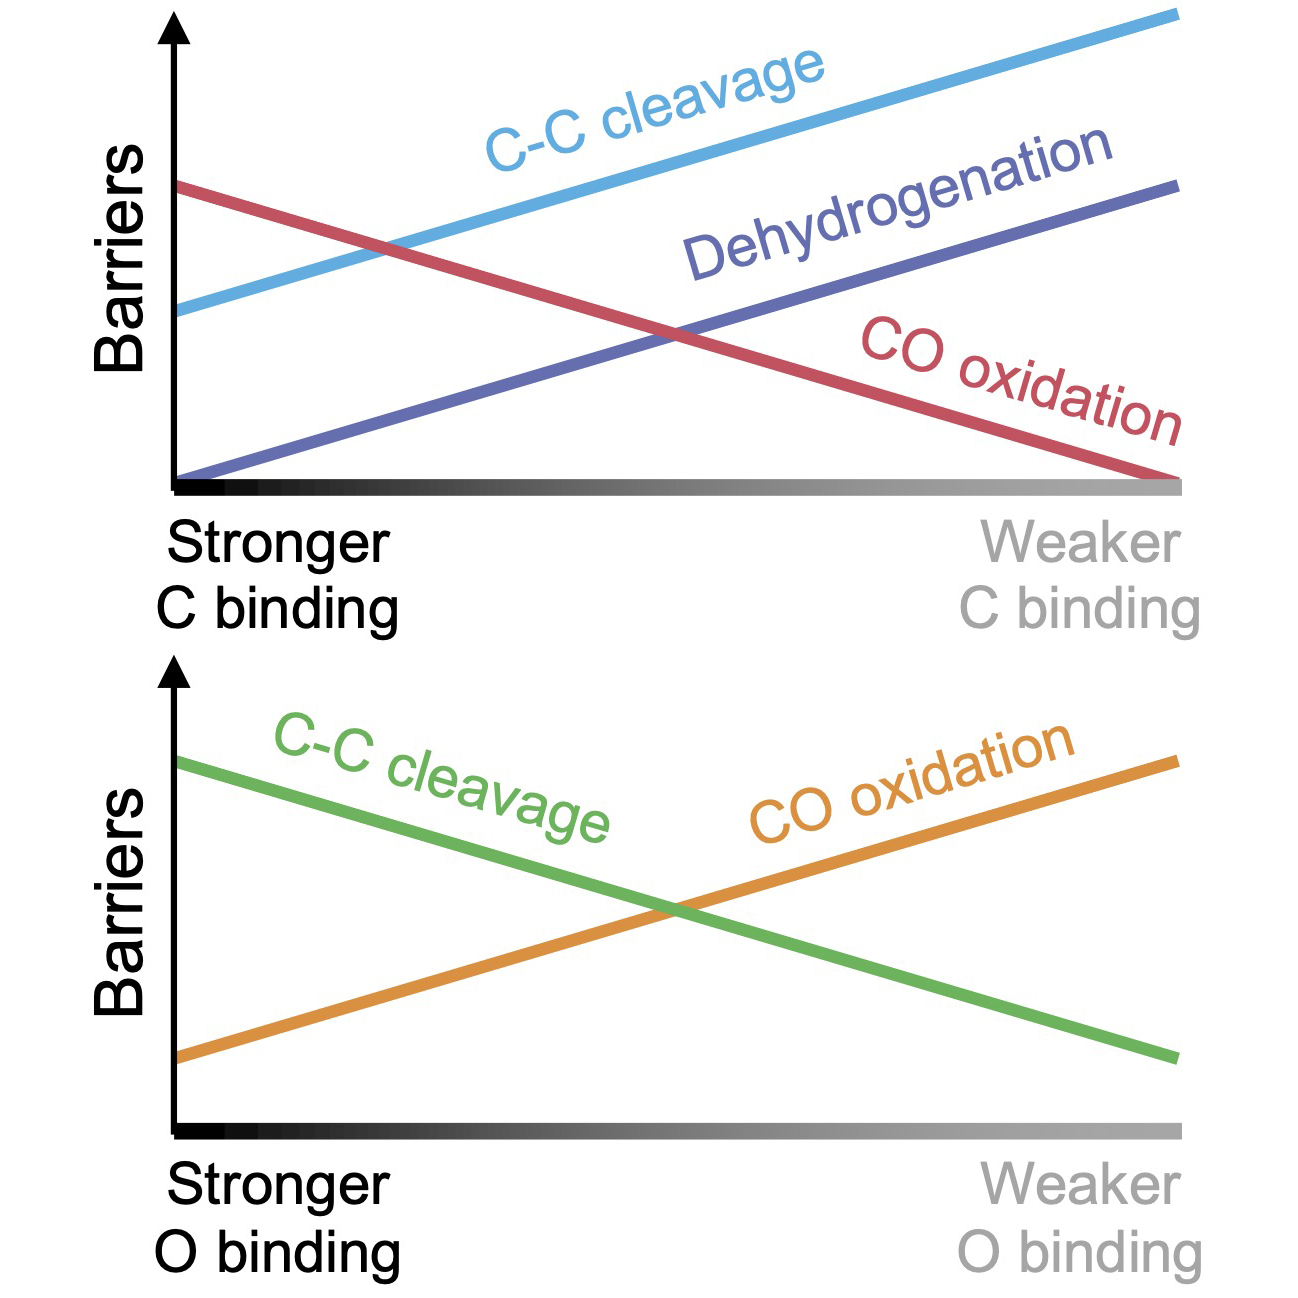 C-C cleavage
Dehydrogenation
CO oxidation
Barriers
Stronger
C binding
Weaker
C binding
C-C cleavage
CO oxidation
Barriers
Stronger
O binding
Weaker
O binding